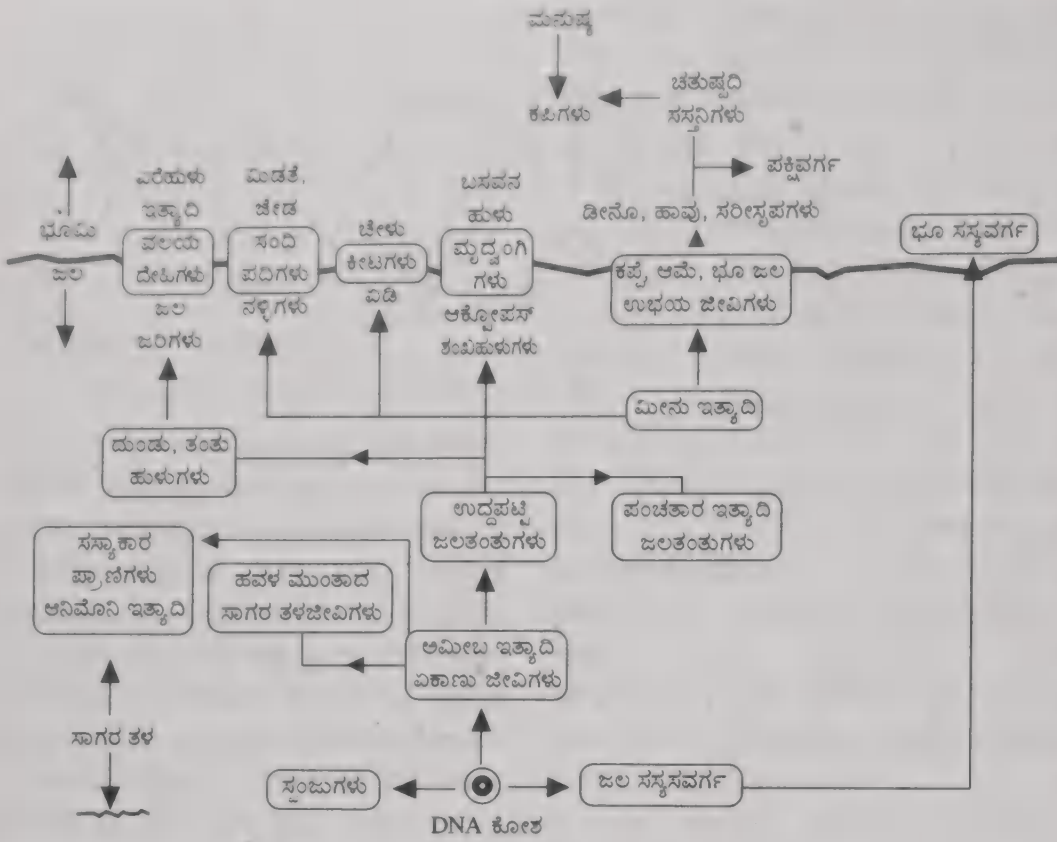 ಮನುಷ್ಯ
ಕಪಿಗಳು
ಚತುಷ್ಪದಿ
ಸಸ್ತನಿಗಳು
ಪಕ್ಷಿವರ್ಗ
ಡೀನೊ, ಹಾವು, ಸರೀಸೃಪಗಳು
ಭೂಮಿ
ಜಲ
ಎರೆಹುಳು
ಇತ್ಯಾದಿ
ವಲಯ
ದೇಹಿಗಳು
ಜಲ
ಜರಿಗಳು
ಮಿಡತೆ,
ಜೇಡ
ಸಂದಿ
ಪದಿಗಳು
ನಳ್ಳಿಗಳು
ಚೇಳು
ಕೀಟಗಳು
ಏಡಿ
ಬಸವನ
ಹುಳು
ಮೃದ್ವಂಗಿ
ಗಳು
ಆಕ್ಟೋಪಸ್
ಶಂಖಹುಳುಗಳು
ಕಪ್ಪೆ, ಆಮೆ, ಭೂ ಜಲ
ಉಭಯ ಜೀವಿಗಳು
ಭೂ ಸಸ್ಯವರ್ಗ
ಮೀನು ಇತ್ಯಾದಿ
ದುಂಡು, ತಂತು
ಹುಳುಗಳು
ಉದ್ದಪಟ್ಟಿ
ಜಲತಂತುಗಳು
ಪಂಚತಾರ ಇತ್ಯಾದಿ
ಜಲತಂತುಗಳು
ಸಸ್ಯಾಕಾರ
ಪ್ರಾಣಿಗಳು
ಆನಿಮೊನಿ ಇತ್ಯಾದಿ
ಹವಳ ಮುಂತಾದ
ಸಾಗರ ತಳಜೀವಿಗಳು
ಅಮೀಬ ಇತ್ಯಾದಿ
ಏಕಾಣು ಜೀವಿಗಳು
ಸಾಗರ ತಳ
ಸ್ಪಂಜುಗಳು
ಜಲ ಸಸ್ಯಸವರ್ಗ
DNA ಕೋಶ